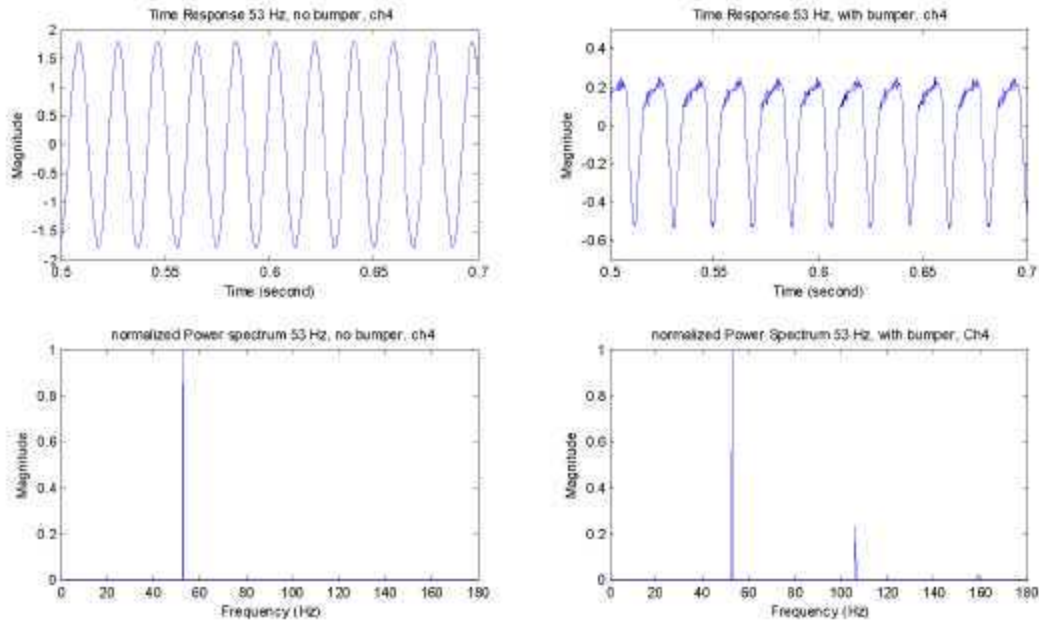 Time Response 53 Hz, no bumper, ch4
2
1.5
1
0.5
0
-0.5
-1
-1.5
-2
Magnitude
0.5 0.55 0.6 0.65 0.7
Time (second)
Time Response 53 Hz, with bumper, ch4
0.4
0.2
0
-0.2
-0.4
-0.6
Magnitude
0.5 0.55 0.6 0.65 0.7
Time (second)
normalized Power spectrum 53 Hz, no bumper, ch4
1
0.8
0.6
0.4
0.2
0
Magnitude
0 20 40 60 80 100 120 140 160 180
Frequency (Hz)
normalized Power Spectrum 53 Hz, with bumper, Ch4
1
0.8
0.6
0.4
0.2
0
Magnitude
0 20 40 60 80 100 120 140 160 180
Frequency (Hz)